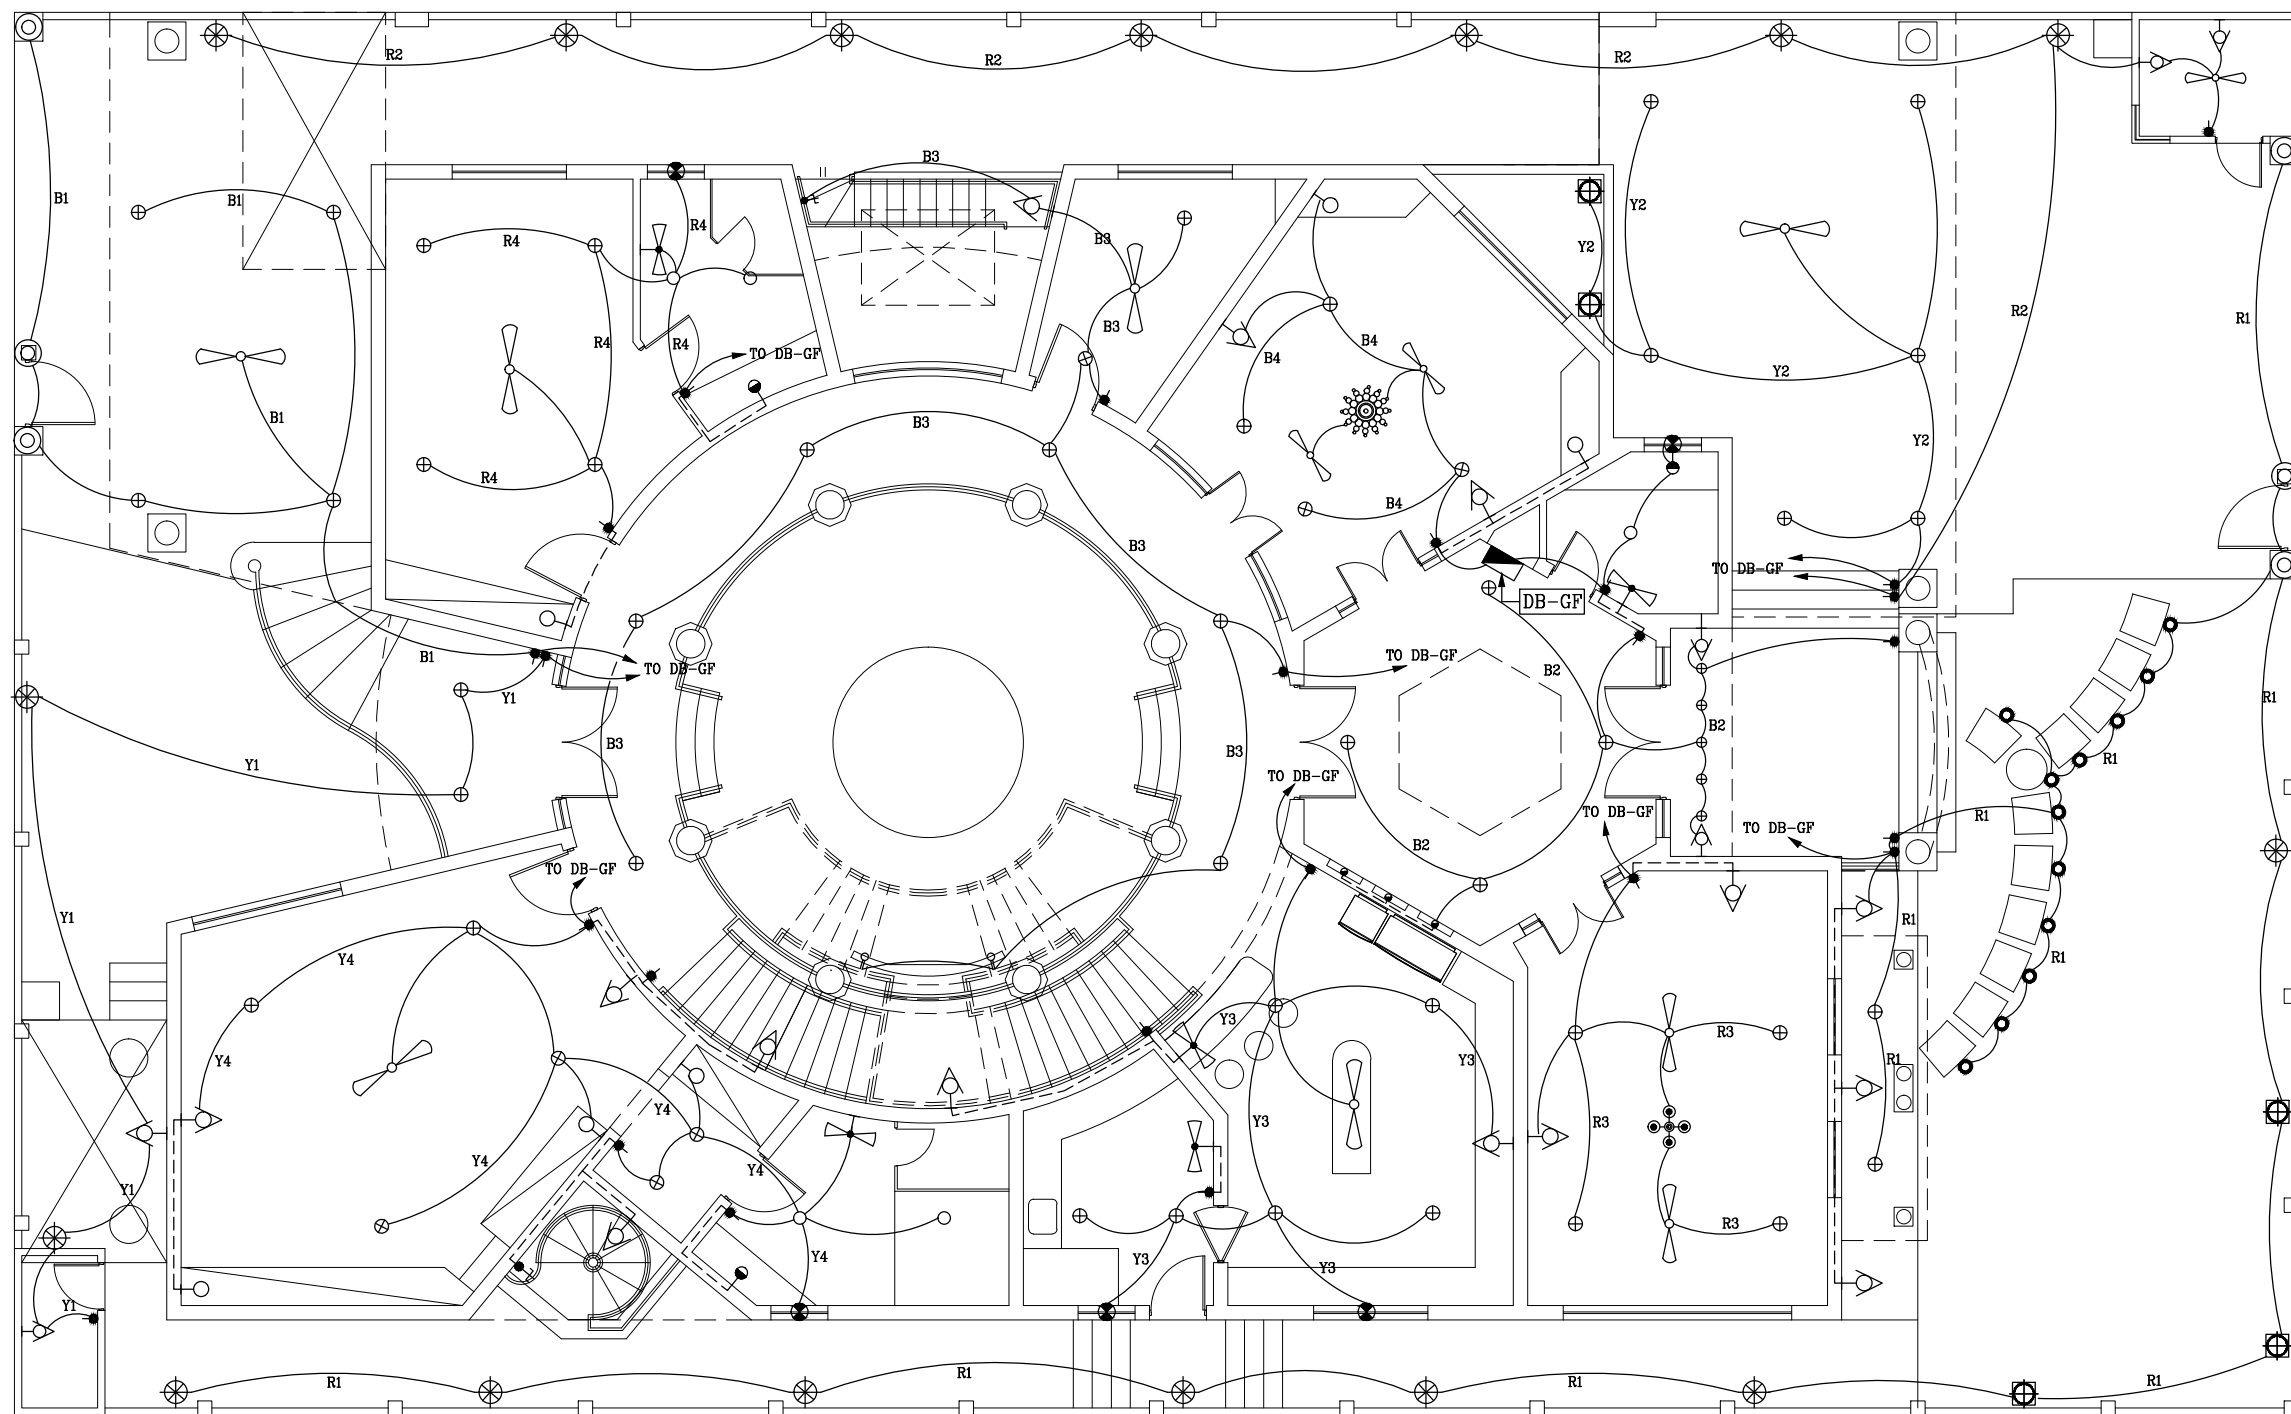 R2
R2
R2
B3
B1
B1
R4
R4
Y2
B3
Y2
R2
R1
B3
R4
R4
TO DB-GF
B4
B4
Y2
B1
B3
Y2
R4
B4
B3
TO DB-GF
DB-GF
B1
TO DB-GF
TO DB-GF
B2
Y1
R1
B2
B3
B3
Y1
R1
TO DB-GF
TO DB-GF
R1
TO DB-GF
B2
TO DB-GF
Y1
R1
Y4
R1
Y3
R3
Y4
Y3
R1
Y4
Y3
R3
Y4
Y4
Y1
R3
Y4
Y3
Y3
Y1
R1
R1
R1
R1